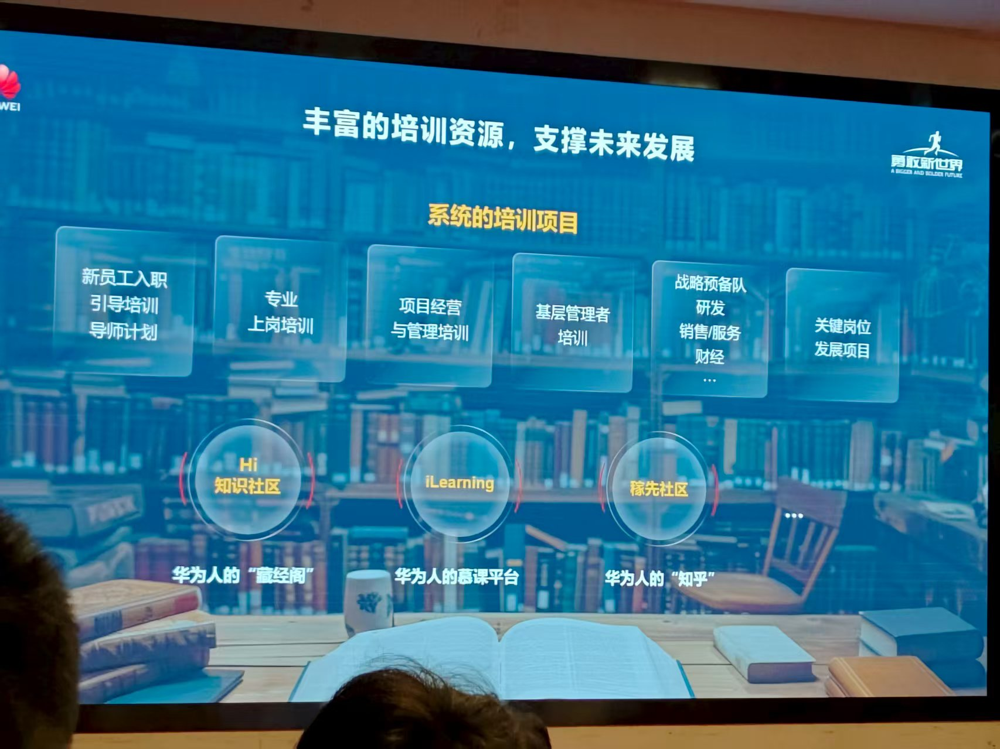 WEI
丰富的培训资源，支撑未来发展
勇敢新世界
A BIGGER AND BOLDER FUTURE
系统的培训项目
新员工入职
引导培训
导师计划
专业
上岗培训
项目经营
与管理培训
基层管理者
培训
战略预备队
研发
销售/服务
财经
...
关键岗位
发展项目
Hi
知识社区
iLearning
稼先社区
...
华为人的“藏经阁”
华为人的慕课平台
华为人的“知乎”